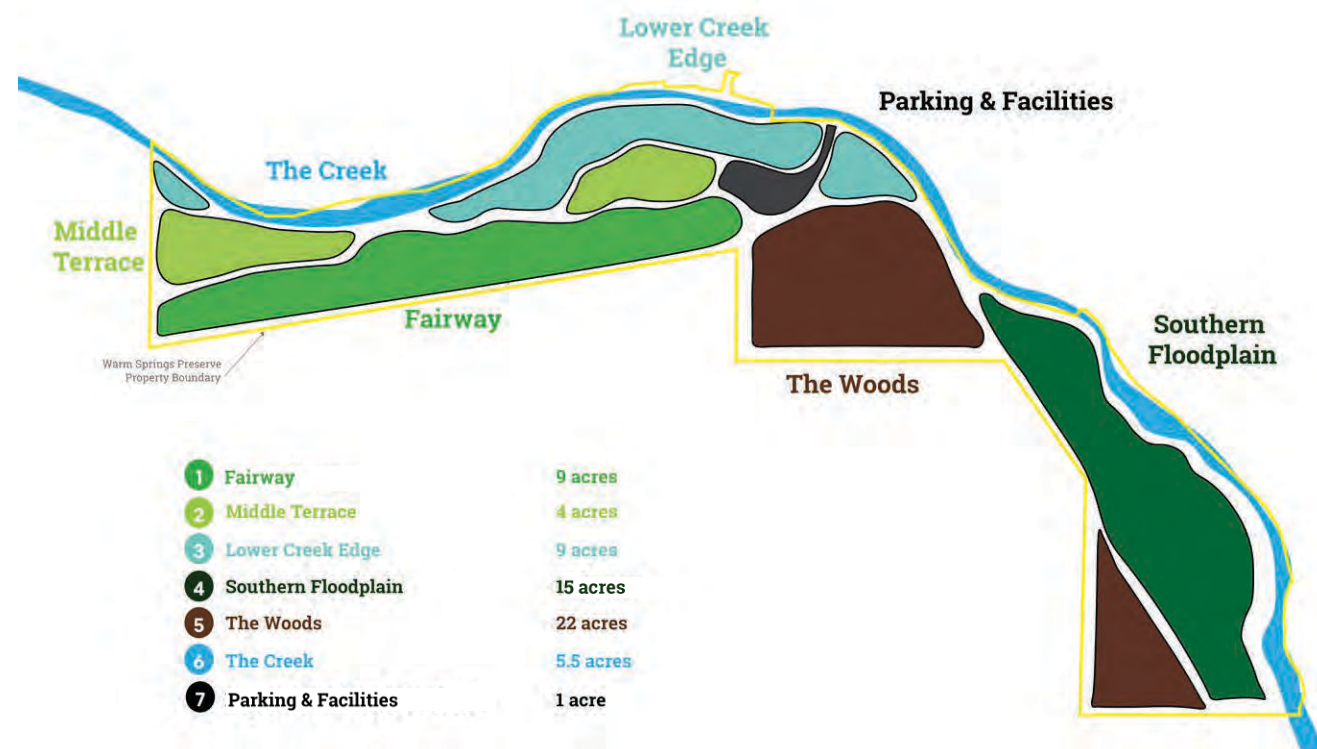 Lower Creek
Edge
Parking & Facilities
The Creek
Middle
Terrace
Fairway
Southern
Floodplain
Warm Springs Preserve
Property Boundary
The Woods
1 Fairway 9 acres
2 Middle Terrace 4 acres
3 Lower Creek Edge 9 acres
4 Southern Floodplain 15 acres
5 The Woods 22 acres
6 The Creek 5.5 acres
7 Parking & Facilities 1 acre